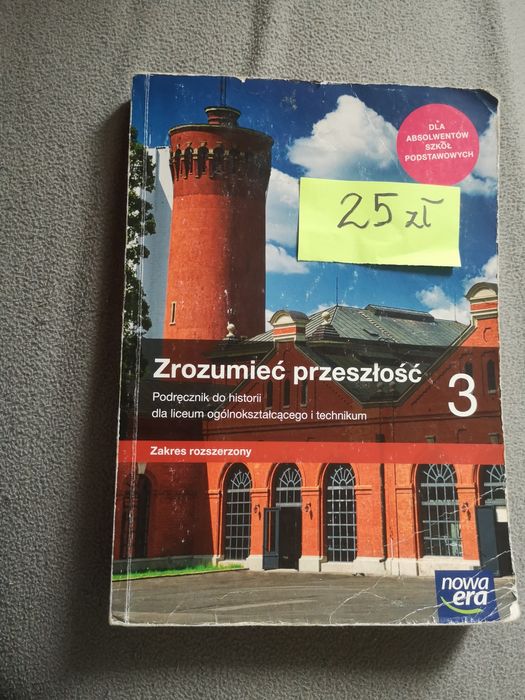 DLA
ABSOLWENTÓW
SZKÓŁ
PODSTAWOWYCH
25 zł
Zrozumieć przeszłość
3
Podręcznik do historii
dla liceum ogólnokształcącego i technikum
Zakres rozszerzony
nowa
era